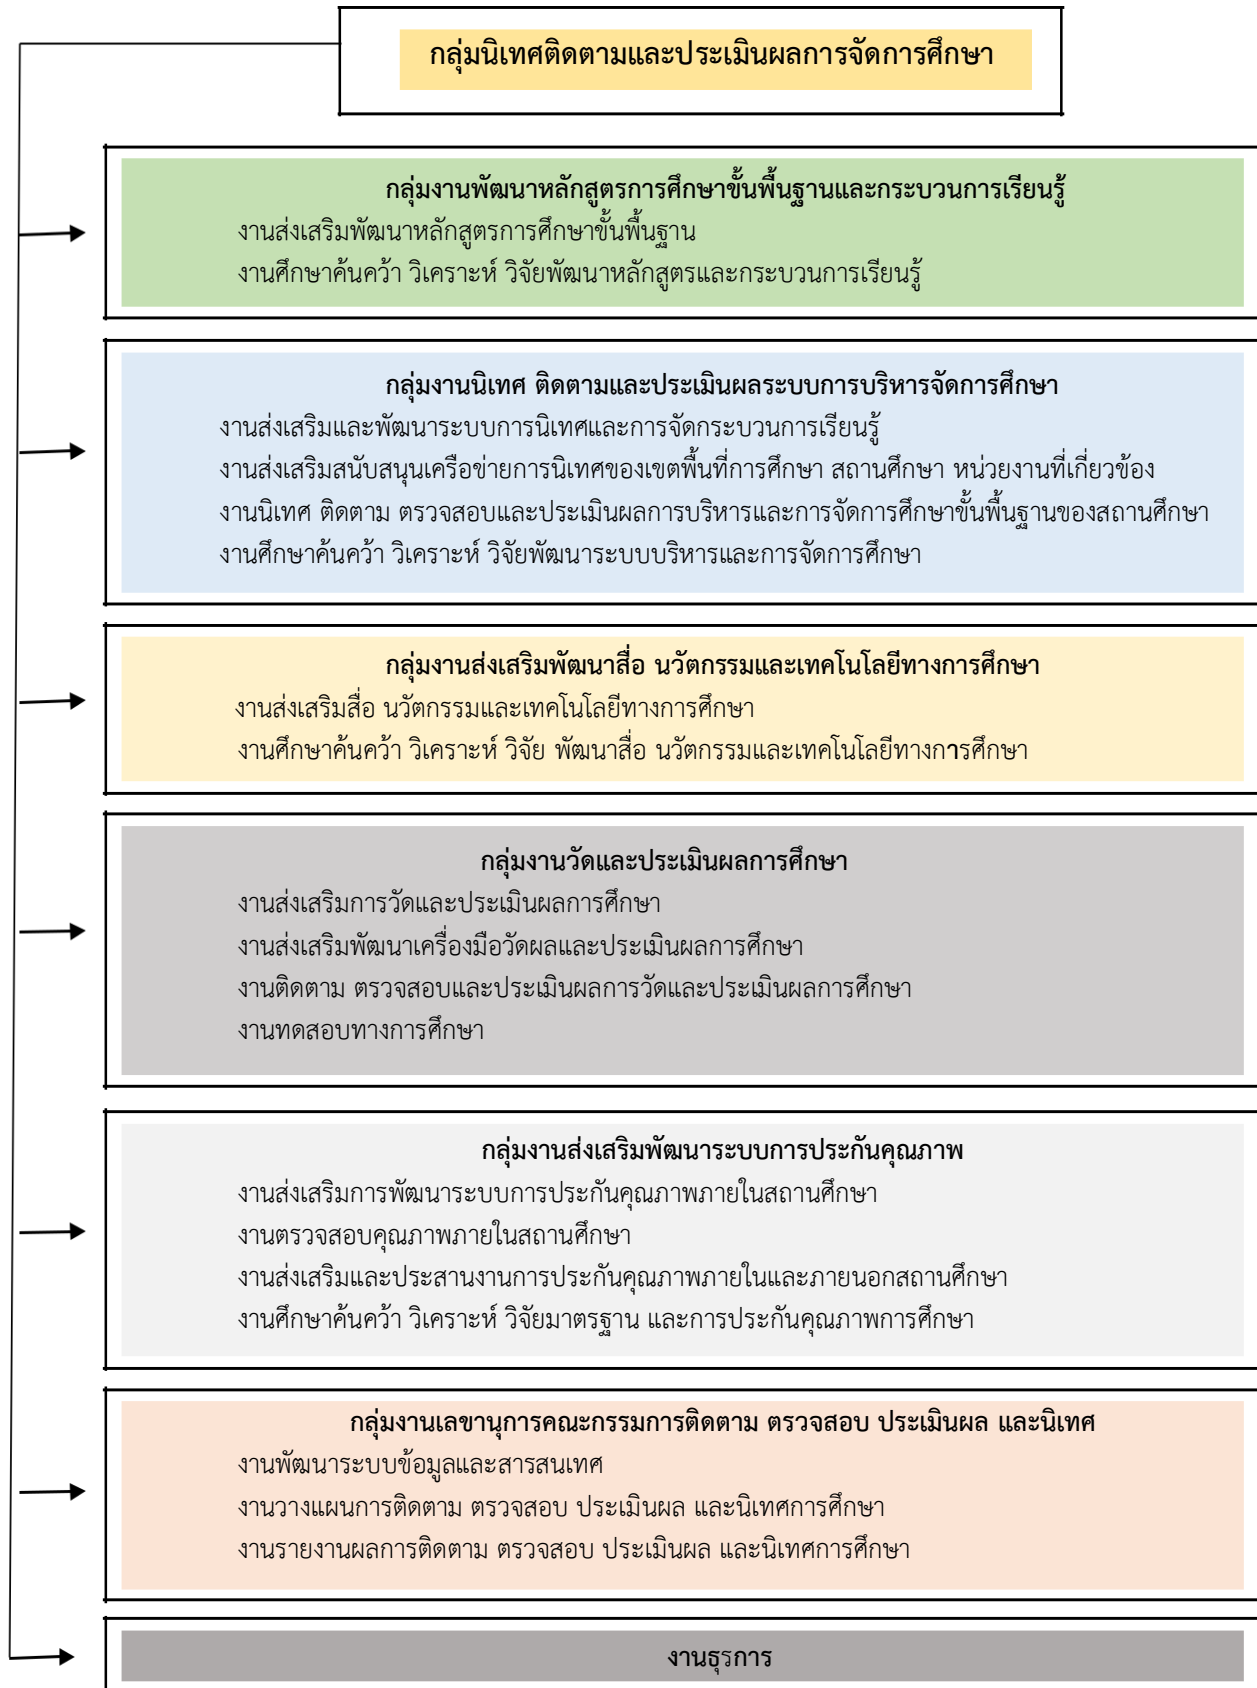 กลุ่มนิเทศติดตามและประเมินผลการจัดการศึกษา
กลุ่มงานพัฒนาหลักสูตรการศึกษาขั้นพื้นฐานและกระบวนการเรียนรู้
งานส่งเสริมพัฒนาหลักสูตรการศึกษาขั้นพื้นฐาน
งานศึกษาค้นคว้า วิเคราะห์ วิจัยพัฒนาหลักสูตรและกระบวนการเรียนรู้
กลุ่มงานนิเทศ ติดตามและประเมินผลระบบการบริหารจัดการศึกษา
งานส่งเสริมและพัฒนาระบบการนิเทศและการจัดกระบวนการเรียนรู้
งานส่งเสริมสนับสนุนเครือข่ายการนิเทศของเขตพื้นที่การศึกษา สถานศึกษา หน่วยงานที่เกี่ยวข้อง
งานนิเทศ ติดตาม ตรวจสอบและประเมินผลการบริหารและการจัดการศึกษาขั้นพื้นฐานของสถานศึกษา
งานศึกษาค้นคว้า วิเคราะห์ วิจัยพัฒนาระบบบริหารและการจัดการศึกษา
กลุ่มงานส่งเสริมพัฒนาสื่อ นวัตกรรมและเทคโนโลยีทางการศึกษา
งานส่งเสริมสื่อ นวัตกรรมและเทคโนโลยีทางการศึกษา
งานศึกษาค้นคว้า วิเคราะห์ วิจัย พัฒนาสื่อ นวัตกรรมและเทคโนโลยีทางการศึกษา
กลุ่มงานวัดและประเมินผลการศึกษา
งานส่งเสริมการวัดและประเมินผลการศึกษา
งานส่งเสริมพัฒนาเครื่องมือวัดผลและประเมินผลการศึกษา
งานติดตาม ตรวจสอบและประเมินผลการวัดและประเมินผลการศึกษา
งานทดสอบทางการศึกษา
กลุ่มงานส่งเสริมพัฒนาระบบการประกันคุณภาพ
งานส่งเสริมการพัฒนาระบบการประกันคุณภาพภายในสถานศึกษา
งานตรวจสอบคุณภาพภายในสถานศึกษา
งานส่งเสริมและประสานงานการประกันคุณภาพภายในและภายนอกสถานศึกษา
งานศึกษาค้นคว้า วิเคราะห์ วิจัยมาตรฐาน และการประกันคุณภาพการศึกษา
กลุ่มงานเลขานุการคณะกรรมการติดตาม ตรวจสอบ ประเมินผล และนิเทศ
งานพัฒนาระบบข้อมูลและสารสนเทศ
งานวางแผนการติดตาม ตรวจสอบ ประเมินผล และนิเทศการศึกษา
งานรายงานผลการติดตาม ตรวจสอบ ประเมินผล และนิเทศการศึกษา
งานธุรการ